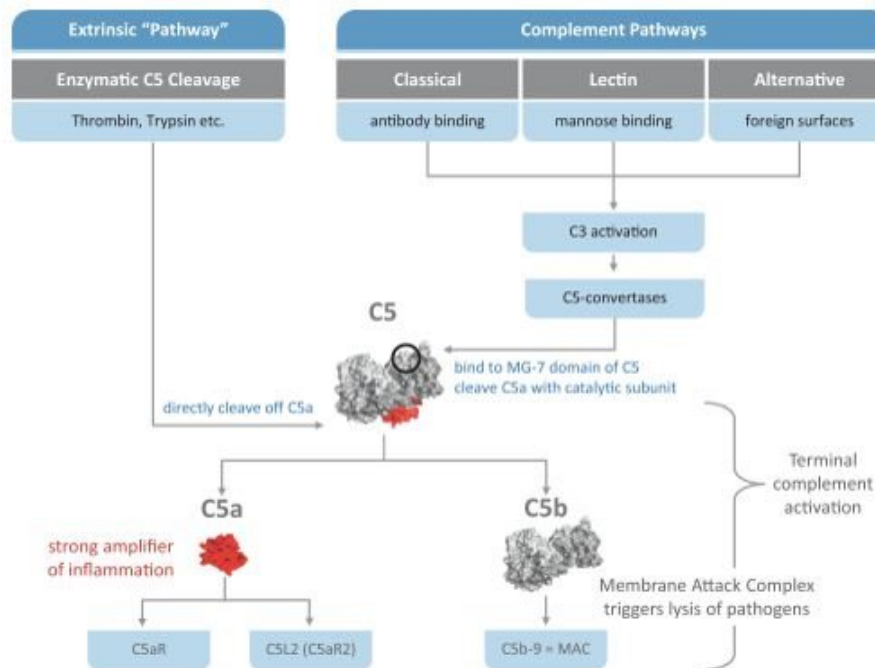 Extrinsic "Pathway"
Complement Pathways
Enzymatic C5 Cleavage
Classical
Lectin
Alternative
Thrombin, Trypsin etc.
antibody binding
mannose binding
foreign surfaces
C3 activation
C5-convertases
C5
bind to MG-7 domain of C5
cleave C5a with catalytic subunit
directly cleave off C5a
Terminal
complement
activation
C5a
C5b
strong amplifier
of inflammation
Membrane Attack Complex
triggers lysis of pathogens
C5aR
C5L2 (C5aR2)
C5b-9 = MAC